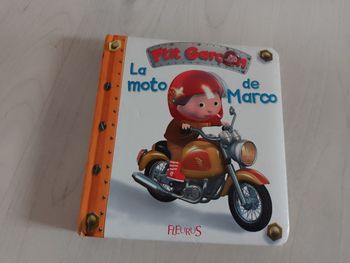 P'tit Garçon
La moto
de Marco
FLEURUS